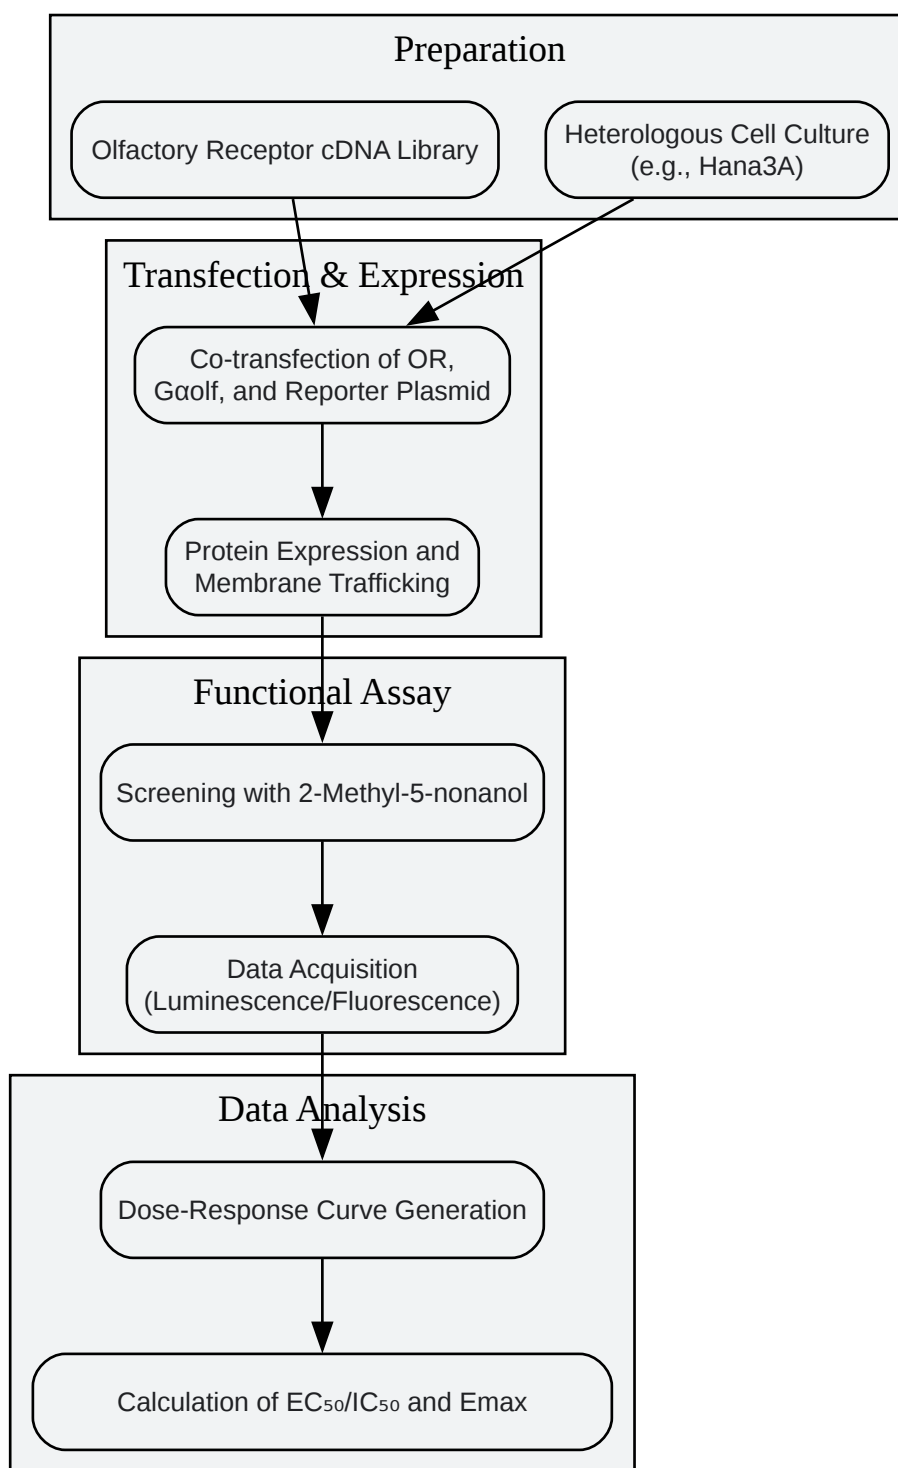 Preparation
Olfactory Receptor cDNA Library
Heterologous Cell Culture
(e.g., Hana3A)
Transfection & Expression
Co-transfection of OR,
Gαolf, and Reporter Plasmid
Protein Expression and
Membrane Trafficking
Functional Assay
Screening with 2-Methyl-5-nonanol
Data Acquisition
(Luminescence/Fluorescence)
Data Analysis
Dose-Response Curve Generation
Calculation of EC₅₀/IC₅₀ and Emax